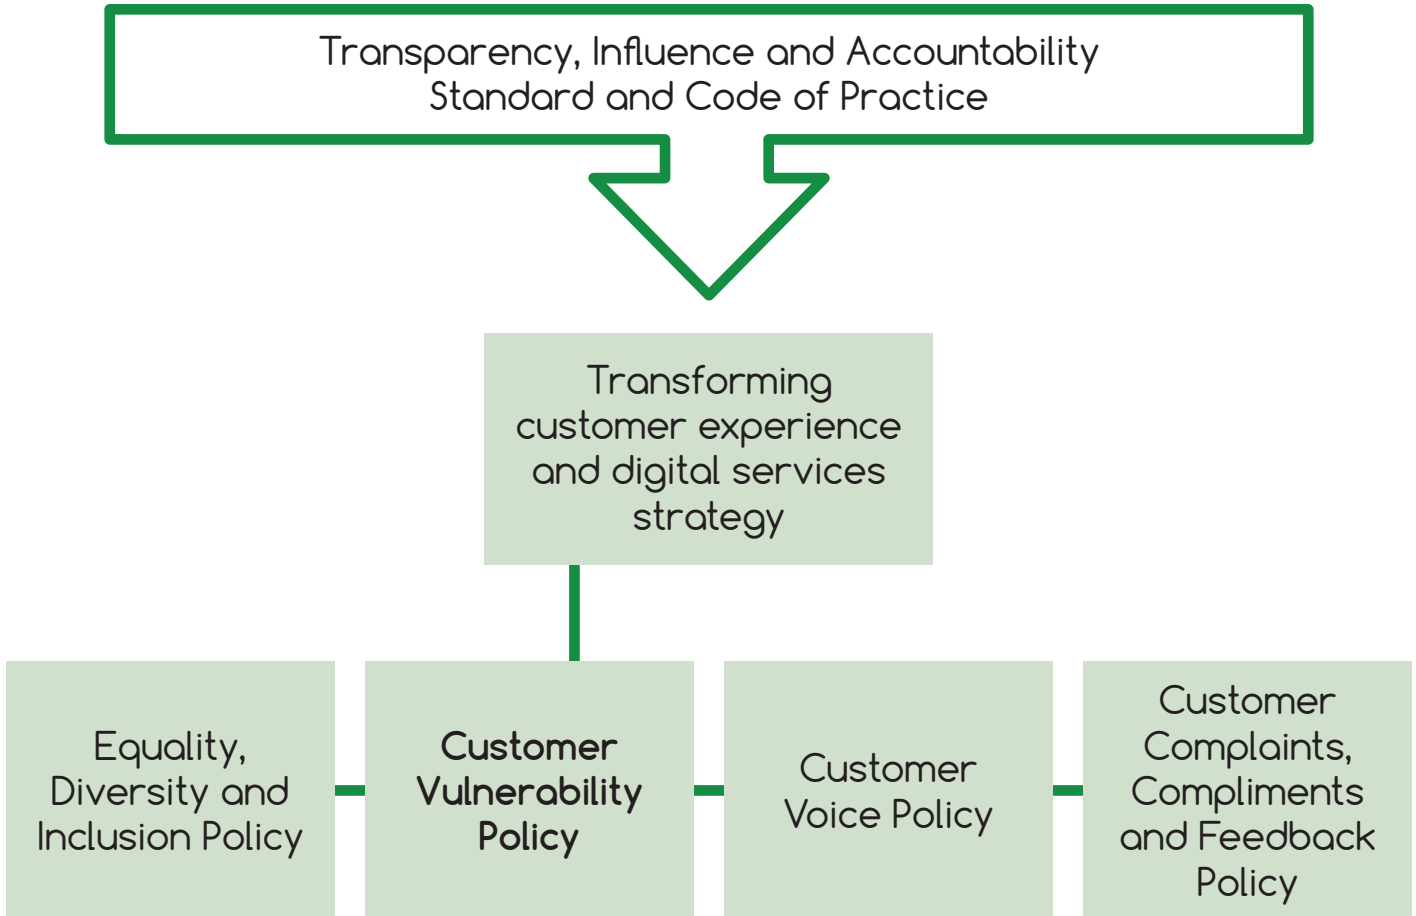 Transparency, Influence and Accountability
Standard and Code of Practice
Transforming
customer experience
and digital services
strategy
Equality,
Diversity and
Inclusion Policy
Customer
Vulnerability
Policy
Customer
Voice Policy
Customer
Complaints,
Compliments
and Feedback
Policy